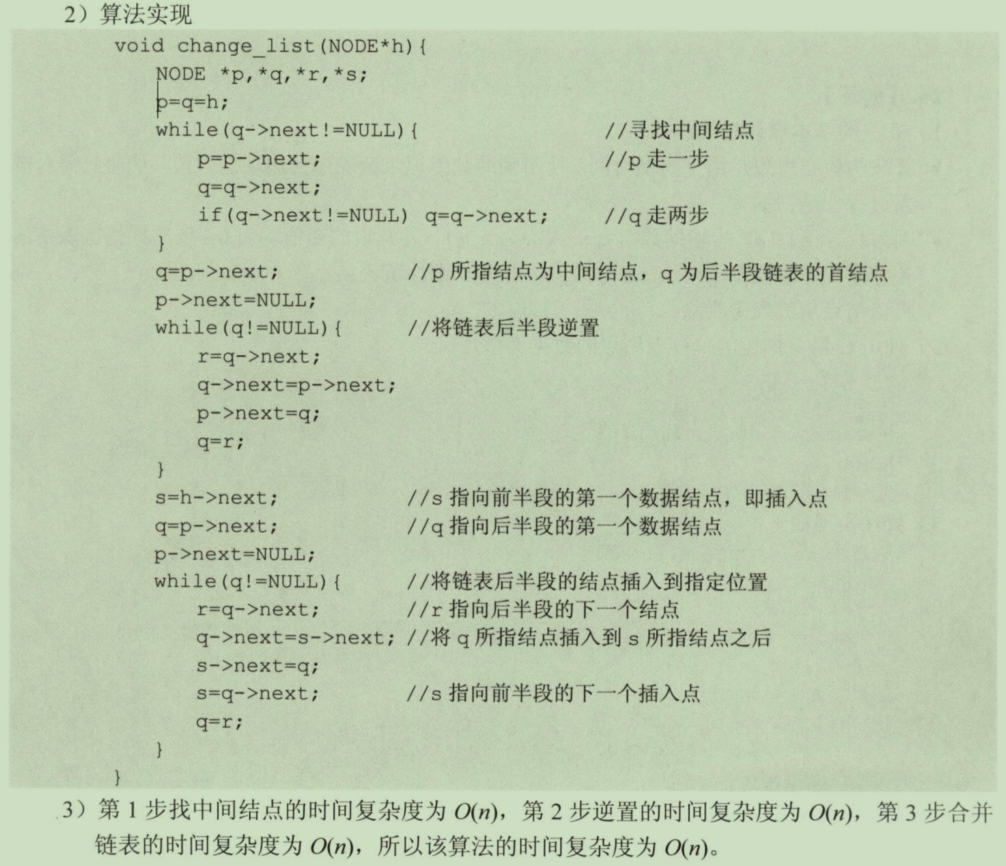 2）算法实现
void change_list(NODE*h){
NODE *p,*q,*r,*s;
p=q=h;
while(q->next!=NULL){ //寻找中间结点
p=p->next; //p 走一步
q=q->next;
if(q->next!=NULL) q=q->next; //q 走两步
}
q=p->next; //p 所指结点为中间结点，q 为后半段链表的首结点
p->next=NULL;
while(q!=NULL){ //将链表后半段逆置
r=q->next;
q->next=p->next;
p->next=q;
q=r;
}
s=h->next; //s 指向前半段的第一个数据结点，即插入点
q=p->next; //q 指向后半段的第一个数据结点
p->next=NULL;
while(q!=NULL){ //将链表后半段的结点插入到指定位置
r=q->next; //r 指向后半段的下一个结点
q->next=s->next; //将 q 所指结点插入到 s 所指结点之后
s->next=q;
s=q->next; //s 指向前半段的下一个插入点
q=r;
}
}
3）第 1 步找中间结点的时间复杂度为 O(n)，第 2 步逆置的时间复杂度为 O(n)，第 3 步合并
链表的时间复杂度为 O(n)，所以该算法的时间复杂度为 O(n)。